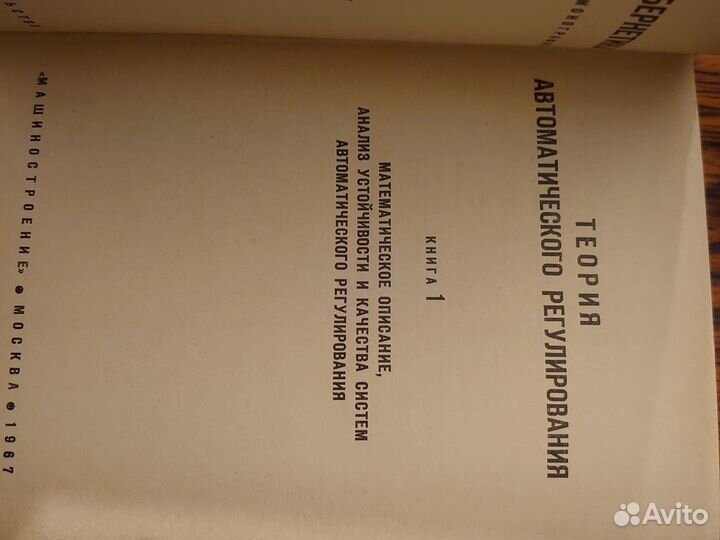 ТЕОРИЯ
АВТОМАТИЧЕСКОГО РЕГУЛИРОВАНИЯ
КНИГА 1
МАТЕМАТИЧЕСКОЕ ОПИСАНИЕ,
АНАЛИЗ УСТОЙЧИВОСТИ И КАЧЕСТВА СИСТЕМ
АВТОМАТИЧЕСКОГО РЕГУЛИРОВАНИЯ
«МАШИНОСТРОЕНИЕ» ● МОСКВА ● 1967
Avito